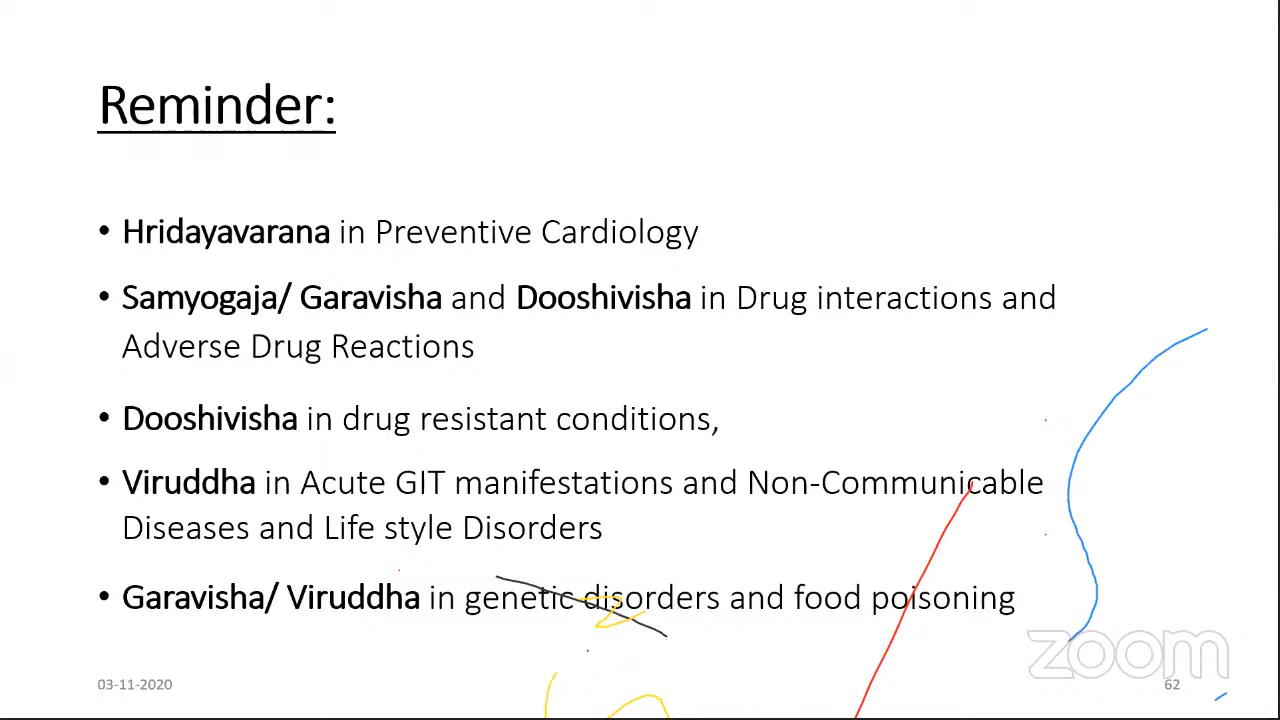 Reminder:
• Hridayavarana in Preventive Cardiology
• Samyogaja/ Garavisha and Dooshivisha in Drug interactions and
Adverse Drug Reactions
• Dooshivisha in drug resistant conditions,
• Viruddha in Acute GIT manifestations and Non-Communicable
Diseases and Life style Disorders
• Garavisha/ Viruddha in genetic disorders and food poisoning
zoom
03-11-2020
62